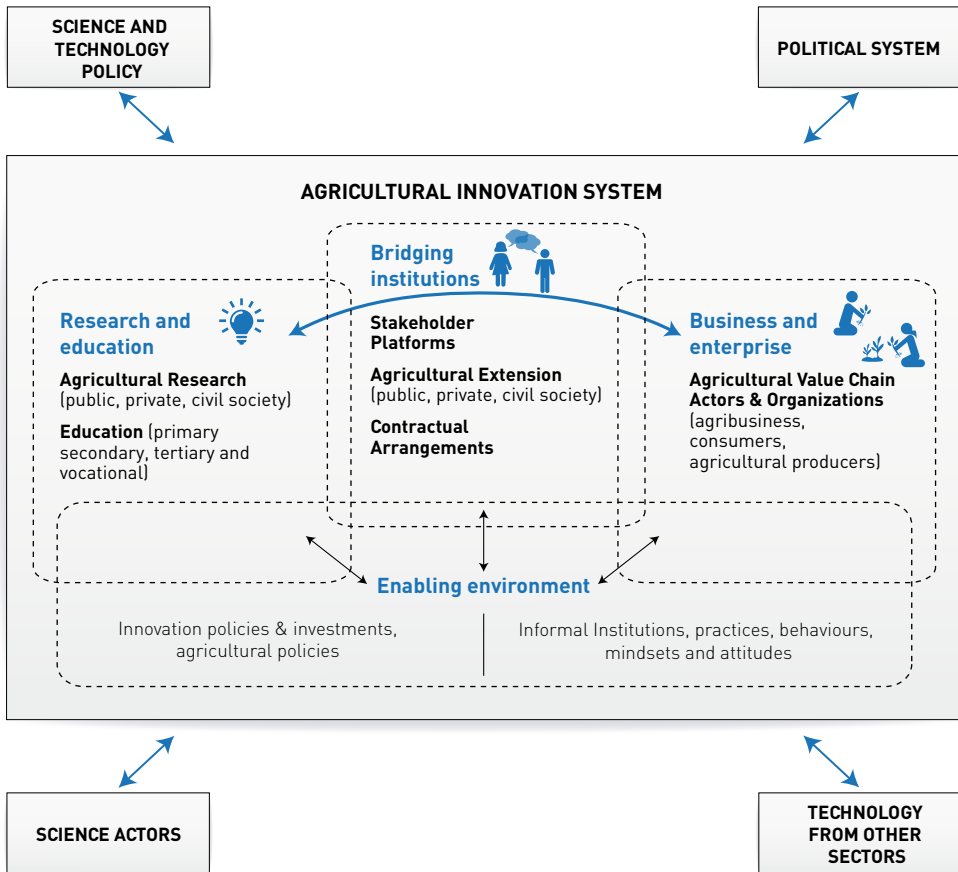 SCIENCE AND
TECHNOLOGY
POLICY
POLITICAL SYSTEM
AGRICULTURAL INNOVATION SYSTEM
Bridging
institutions
Research and
education
Agricultural Research
(public, private, civil society)
Education (primary
secondary, tertiary and
vocational)
Stakeholder
Platforms
Agricultural Extension
(public, private, civil society)
Contractual
Arrangements
Business and
enterprise
Agricultural Value Chain
Actors & Organizations
(agribusiness,
consumers,
agricultural producers)
Enabling environment
Innovation policies & investments,
agricultural policies
Informal Institutions, practices, behaviours,
mindsets and attitudes
SCIENCE ACTORS
TECHNOLOGY
FROM OTHER
SECTORS